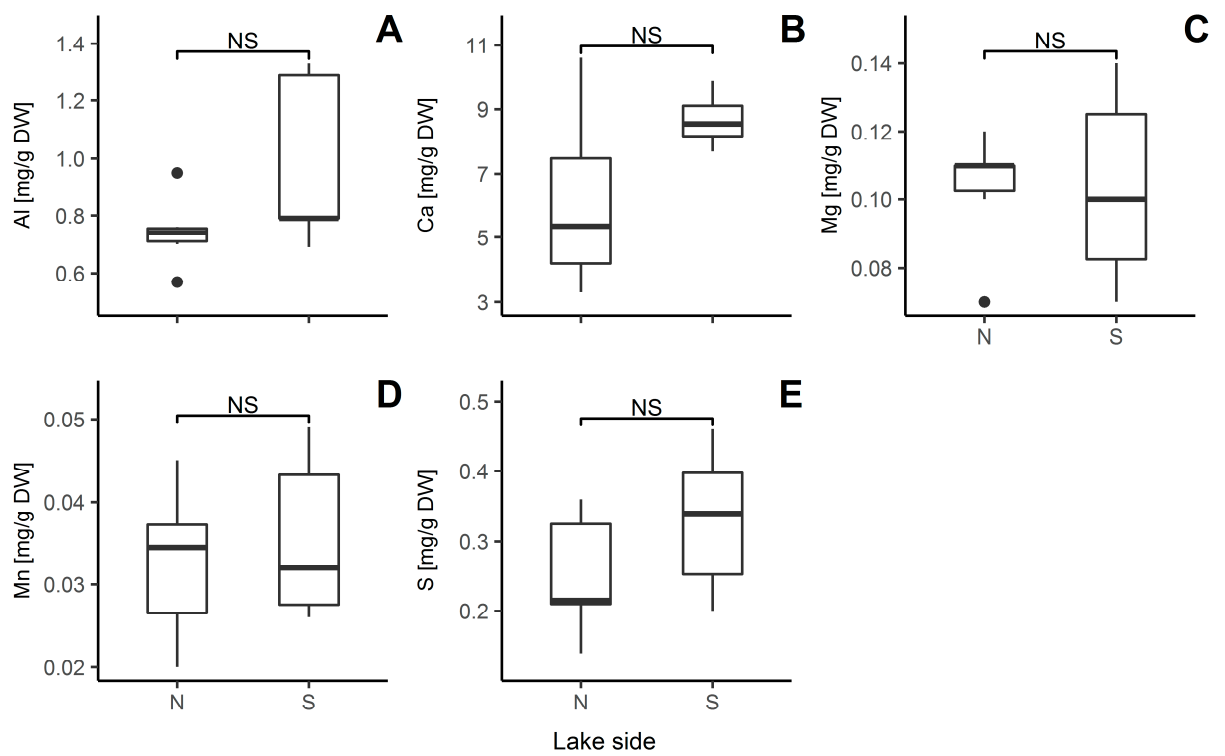 A
NS
Al [mg/g DW]
1.4
1.2
1.0
0.8
0.6
B
NS
Ca [mg/g DW]
11
9
7
5
3
C
NS
Mg [mg/g DW]
0.14
0.12
0.10
0.08
N S
D
NS
Mn [mg/g DW]
0.05
0.04
0.03
0.02
N S
E
NS
S [mg/g DW]
0.5
0.4
0.3
0.2
N S
Lake side